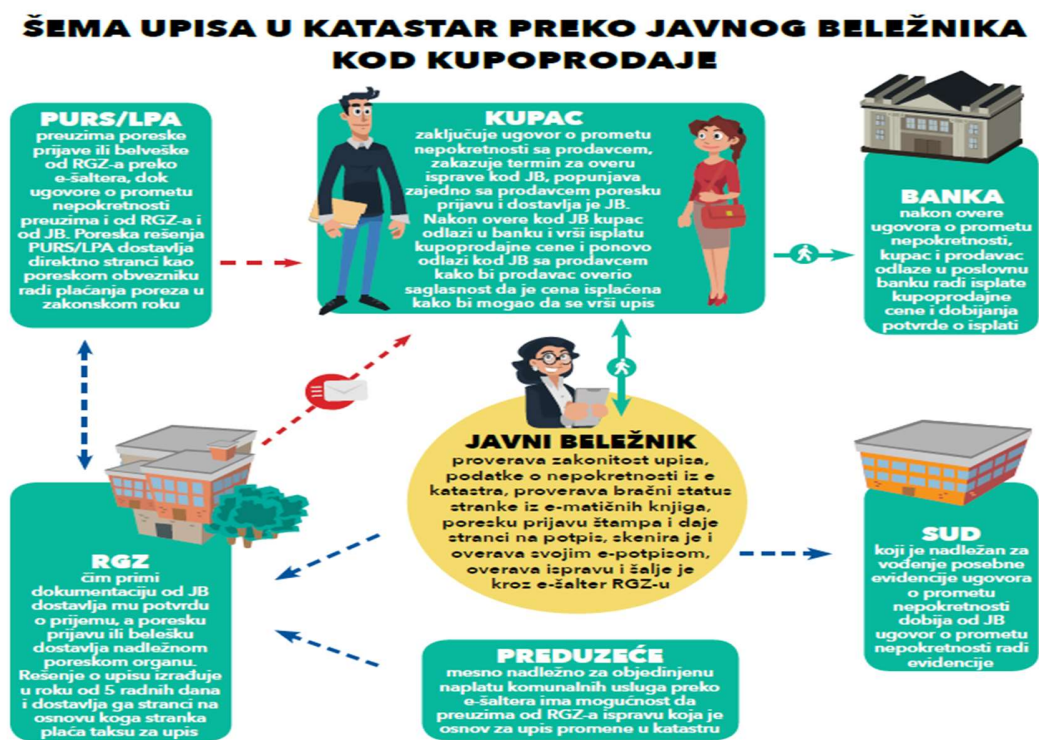 ŠEMA UPISA U KATASTAR PREKO JAVNOG BELEŽNIKA
KOD KUPOPRODAJE
PURS/LPA
preuzima poreske
prijave ili belveške
od RGZ-a preko
e-šaltera, dok
ugovore o prometu
nepokretnosti
preuzima i od RGZ-a i
od JB. Poreska rešenja
PURS/LPA dostavlja
direktno stranci kao
poreskom obvezniku
radi plaćanja poreza u
zakonskom roku
KUPAC
zaključuje ugovor o prometu
nepokretnosti sa prodavcem,
zakazuje termin za overu
isprave kod JB, popunjava
zajedno sa prodavcem poresku
prijavu i dostavlja je JB.
Nakon overe kod JB kupac
odlazi u banku i vrši isplatu
kupoprodajne cene i ponovo
odlazi kod JB sa prodavcem
kako bi prodavac overio
saglasnost da je cena isplaćena
kako bi mogao da se vrši upis
BANKA
nakon overe
ugovora o prometu
nepokretnosti,
kupac i prodavac
odlaze u poslovnu
banku radi isplate
kupoprodajne
cene i dobijanja
potvrde o isplati
JAVNI BELEŽNIK
proverava zakonitost upisa,
podatke o nepokretnosti iz e
katastra, proverava bračni status
stranke iz e-matičnih knjiga,
poresku prijavu štampa i daje
stranci na potpis, skenira je i
overava svojim e-potpisom,
overava ispravu i šalje je
kroz e-šalter RGZ-u
RGZ
čim primi
dokumentaciju od JB
dostavlja mu potvrdu
o prijemu, a poresku
prijavu ili belešku
dostavlja nadležnom
poreskom organu.
Rešenje o upisu izrađuje
u roku od 5 radnih dana
i dostavlja ga stranci na
osnovu koga stranka
plaća taksu za upis
SUD
koji je nadležan za
vođenje posebne
evidencije ugovora
o prometu
nepokretnosti
dobija od JB
ugovor o prometu
nepokretnosti radi
evidencije
PREDUZEĆE
mesno nadležno za objedinjenu
naplatu komunalnih usluga preko
e-šaltera ima mogućnost da
preuzima od RGZ-a ispravu koja je
osnov za upis promene u katastru